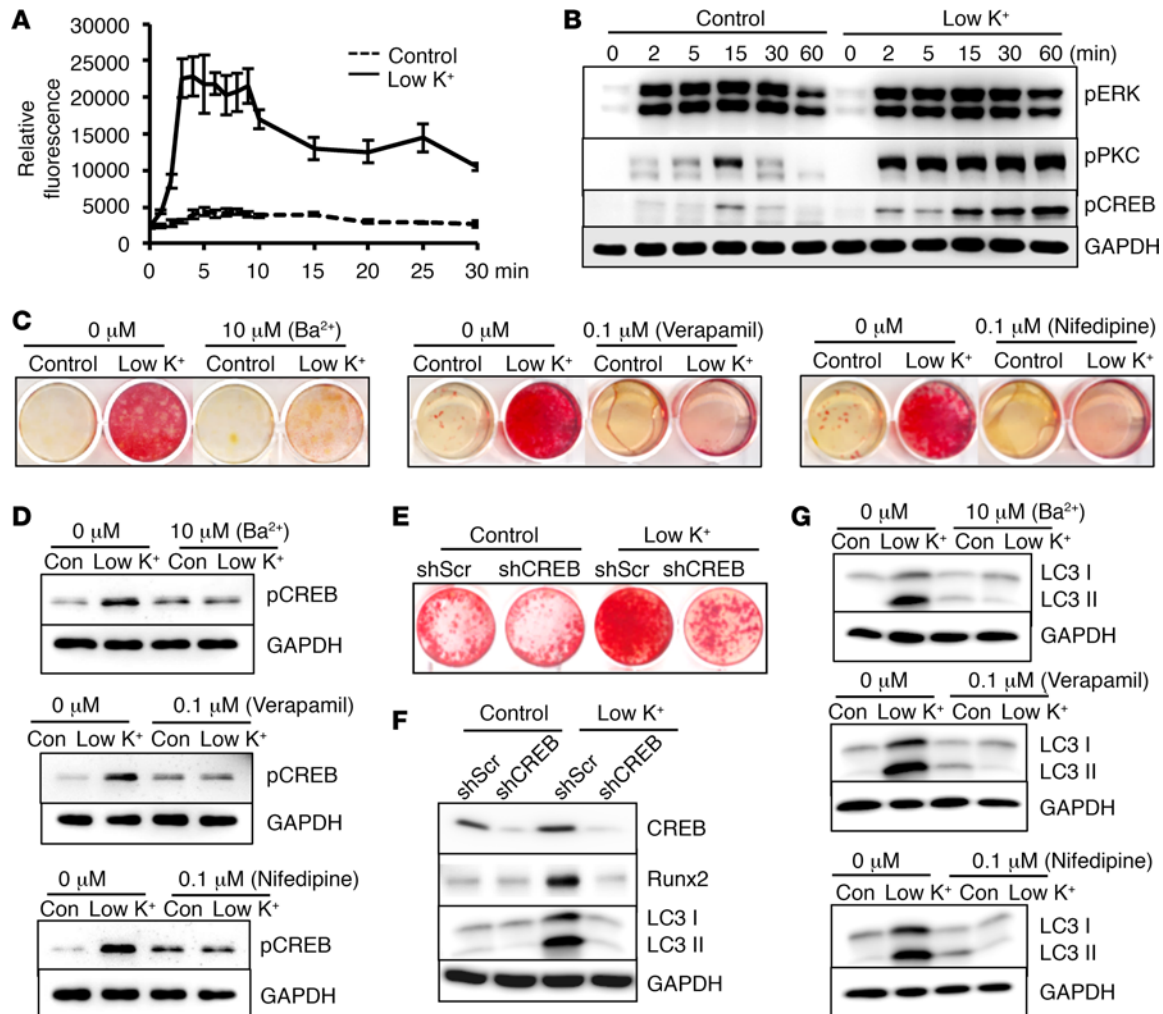 A
30000
25000
20000
15000
10000
5000
0
Relative
fluorescence
Control
Low K⁺
0 5 10 15 20 25 30 min
B
Control Low K⁺
0 2 5 15 30 60 0 2 5 15 30 60 (min)
pERK
pPKC
pCREB
GAPDH
C
0 μM 10 μM (Ba²⁺)
Control Low K⁺ Control Low K⁺
0 μM 0.1 μM (Verapamil)
Control Low K⁺ Control Low K⁺
0 μM 0.1 μM (Nifedipine)
Control Low K⁺ Control Low K⁺
D
0 μM 10 μM (Ba²⁺)
Con Low K⁺ Con Low K⁺
pCREB
GAPDH
0 μM 0.1 μM (Verapamil)
Con Low K⁺ Con Low K⁺
pCREB
GAPDH
0 μM 0.1 μM (Nifedipine)
Con Low K⁺ Con Low K⁺
pCREB
GAPDH
E
Control Low K⁺
shScr shCREB shScr shCREB
F
Control Low K⁺
shScr shCREB shScr shCREB
CREB
Runx2
LC3 I
LC3 II
GAPDH
G
0 μM 10 μM (Ba²⁺)
Con Low K⁺ Con Low K⁺
LC3 I
LC3 II
GAPDH
0 μM 0.1 μM (Verapamil)
Con Low K⁺ Con Low K⁺
LC3 I
LC3 II
GAPDH
0 μM 0.1 μM (Nifedipine)
Con Low K⁺ Con Low K⁺
LC3 I
LC3 II
GAPDH